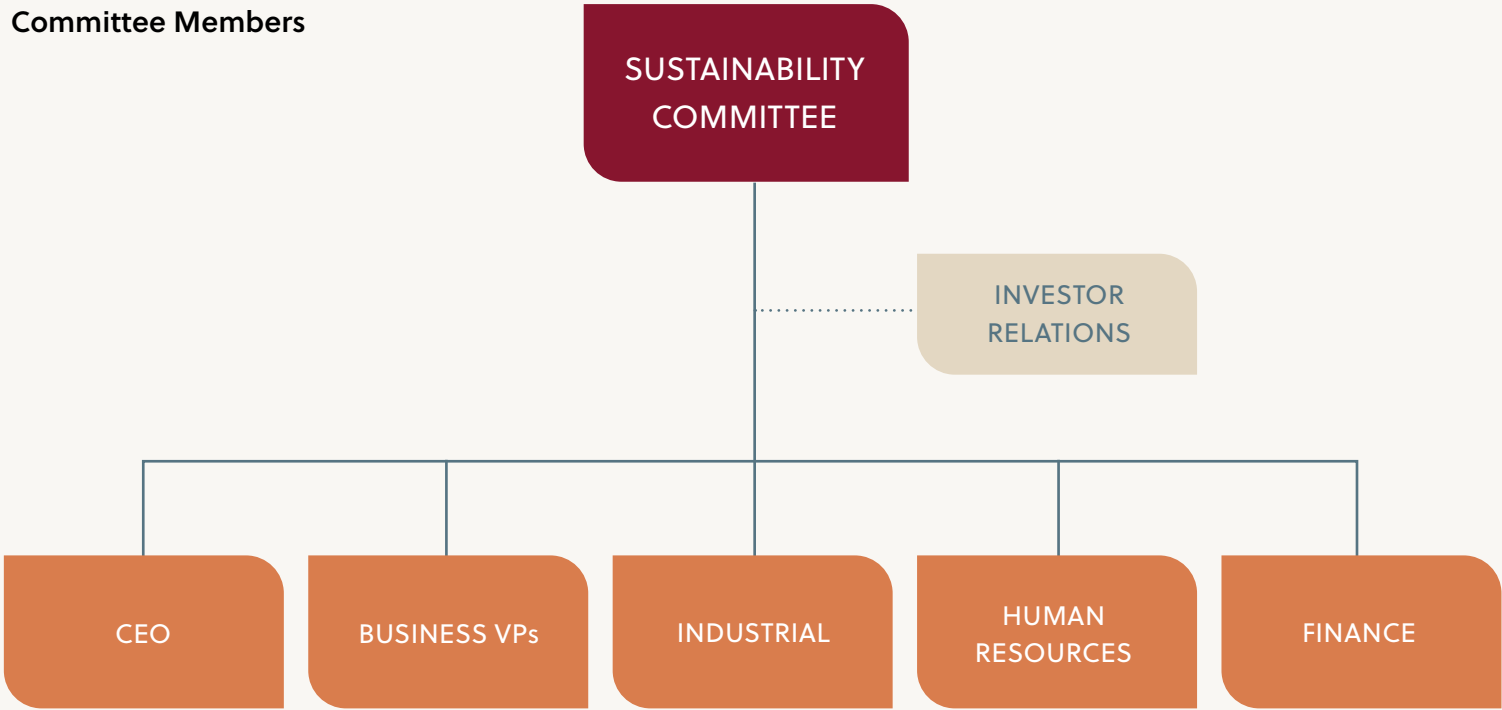 Committee Members
SUSTAINABILITY
COMMITTEE
INVESTOR
RELATIONS
CEO
BUSINESS VPs
INDUSTRIAL
HUMAN
RESOURCES
FINANCE